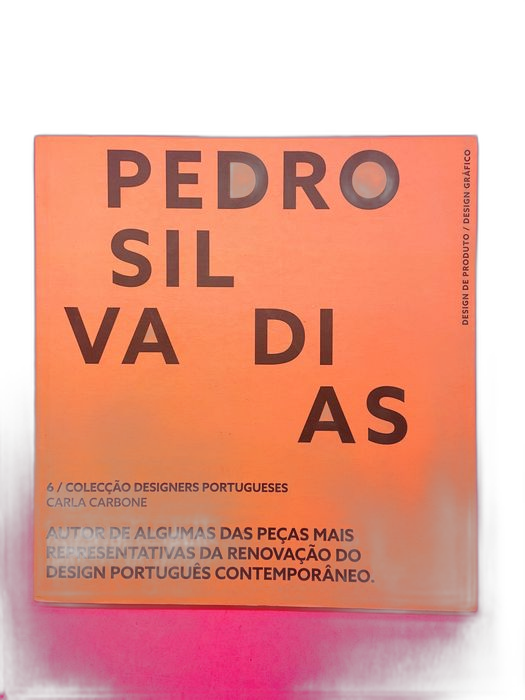 PEDRO
SIL
VA DI
AS
DESIGN DE PRODUTO / DESIGN GRÁFICO
6 / COLECÇÃO DESIGNERS PORTUGUESES
CARLA CARBONE
AUTOR DE ALGUMAS DAS PEÇAS MAIS
REPRESENTATIVAS DA RENOVAÇÃO DO
DESIGN PORTUGUÊS CONTEMPORÂNEO.